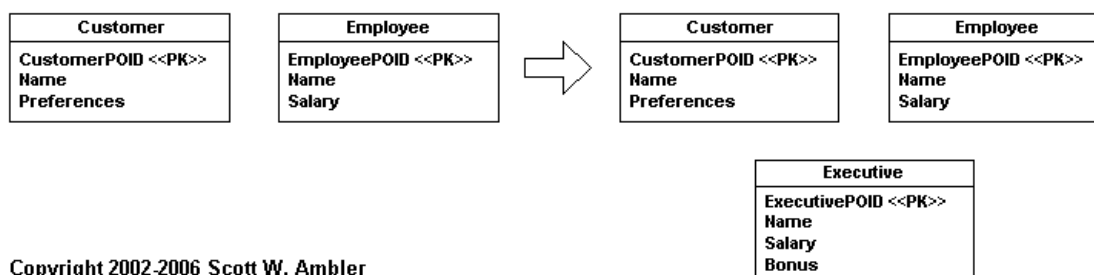 Customer
CustomerPOID <<PK>>
Name
Preferences
Employee
EmployeePOID <<PK>>
Name
Salary
Customer
CustomerPOID <<PK>>
Name
Preferences
Employee
EmployeePOID <<PK>>
Name
Salary
Executive
ExecutivePOID <<PK>>
Name
Salary
Bonus
Copyright 2002-2006 Scott W. Ambler